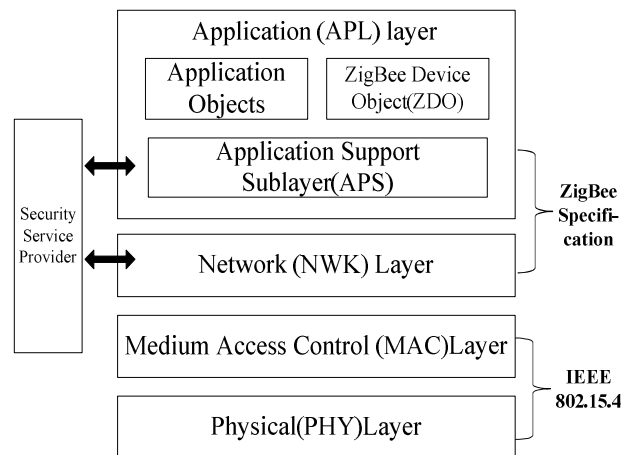 Application (APL) layer
Application
Objects
ZigBee Device
Object(ZDO)
Application Support
Sublayer(APS)
Security
Service
Provider
ZigBee
Specifi-
cation
Network (NWK) Layer
Medium Access Control (MAC)Layer
IEEE
802.15.4
Physical(PHY)Layer